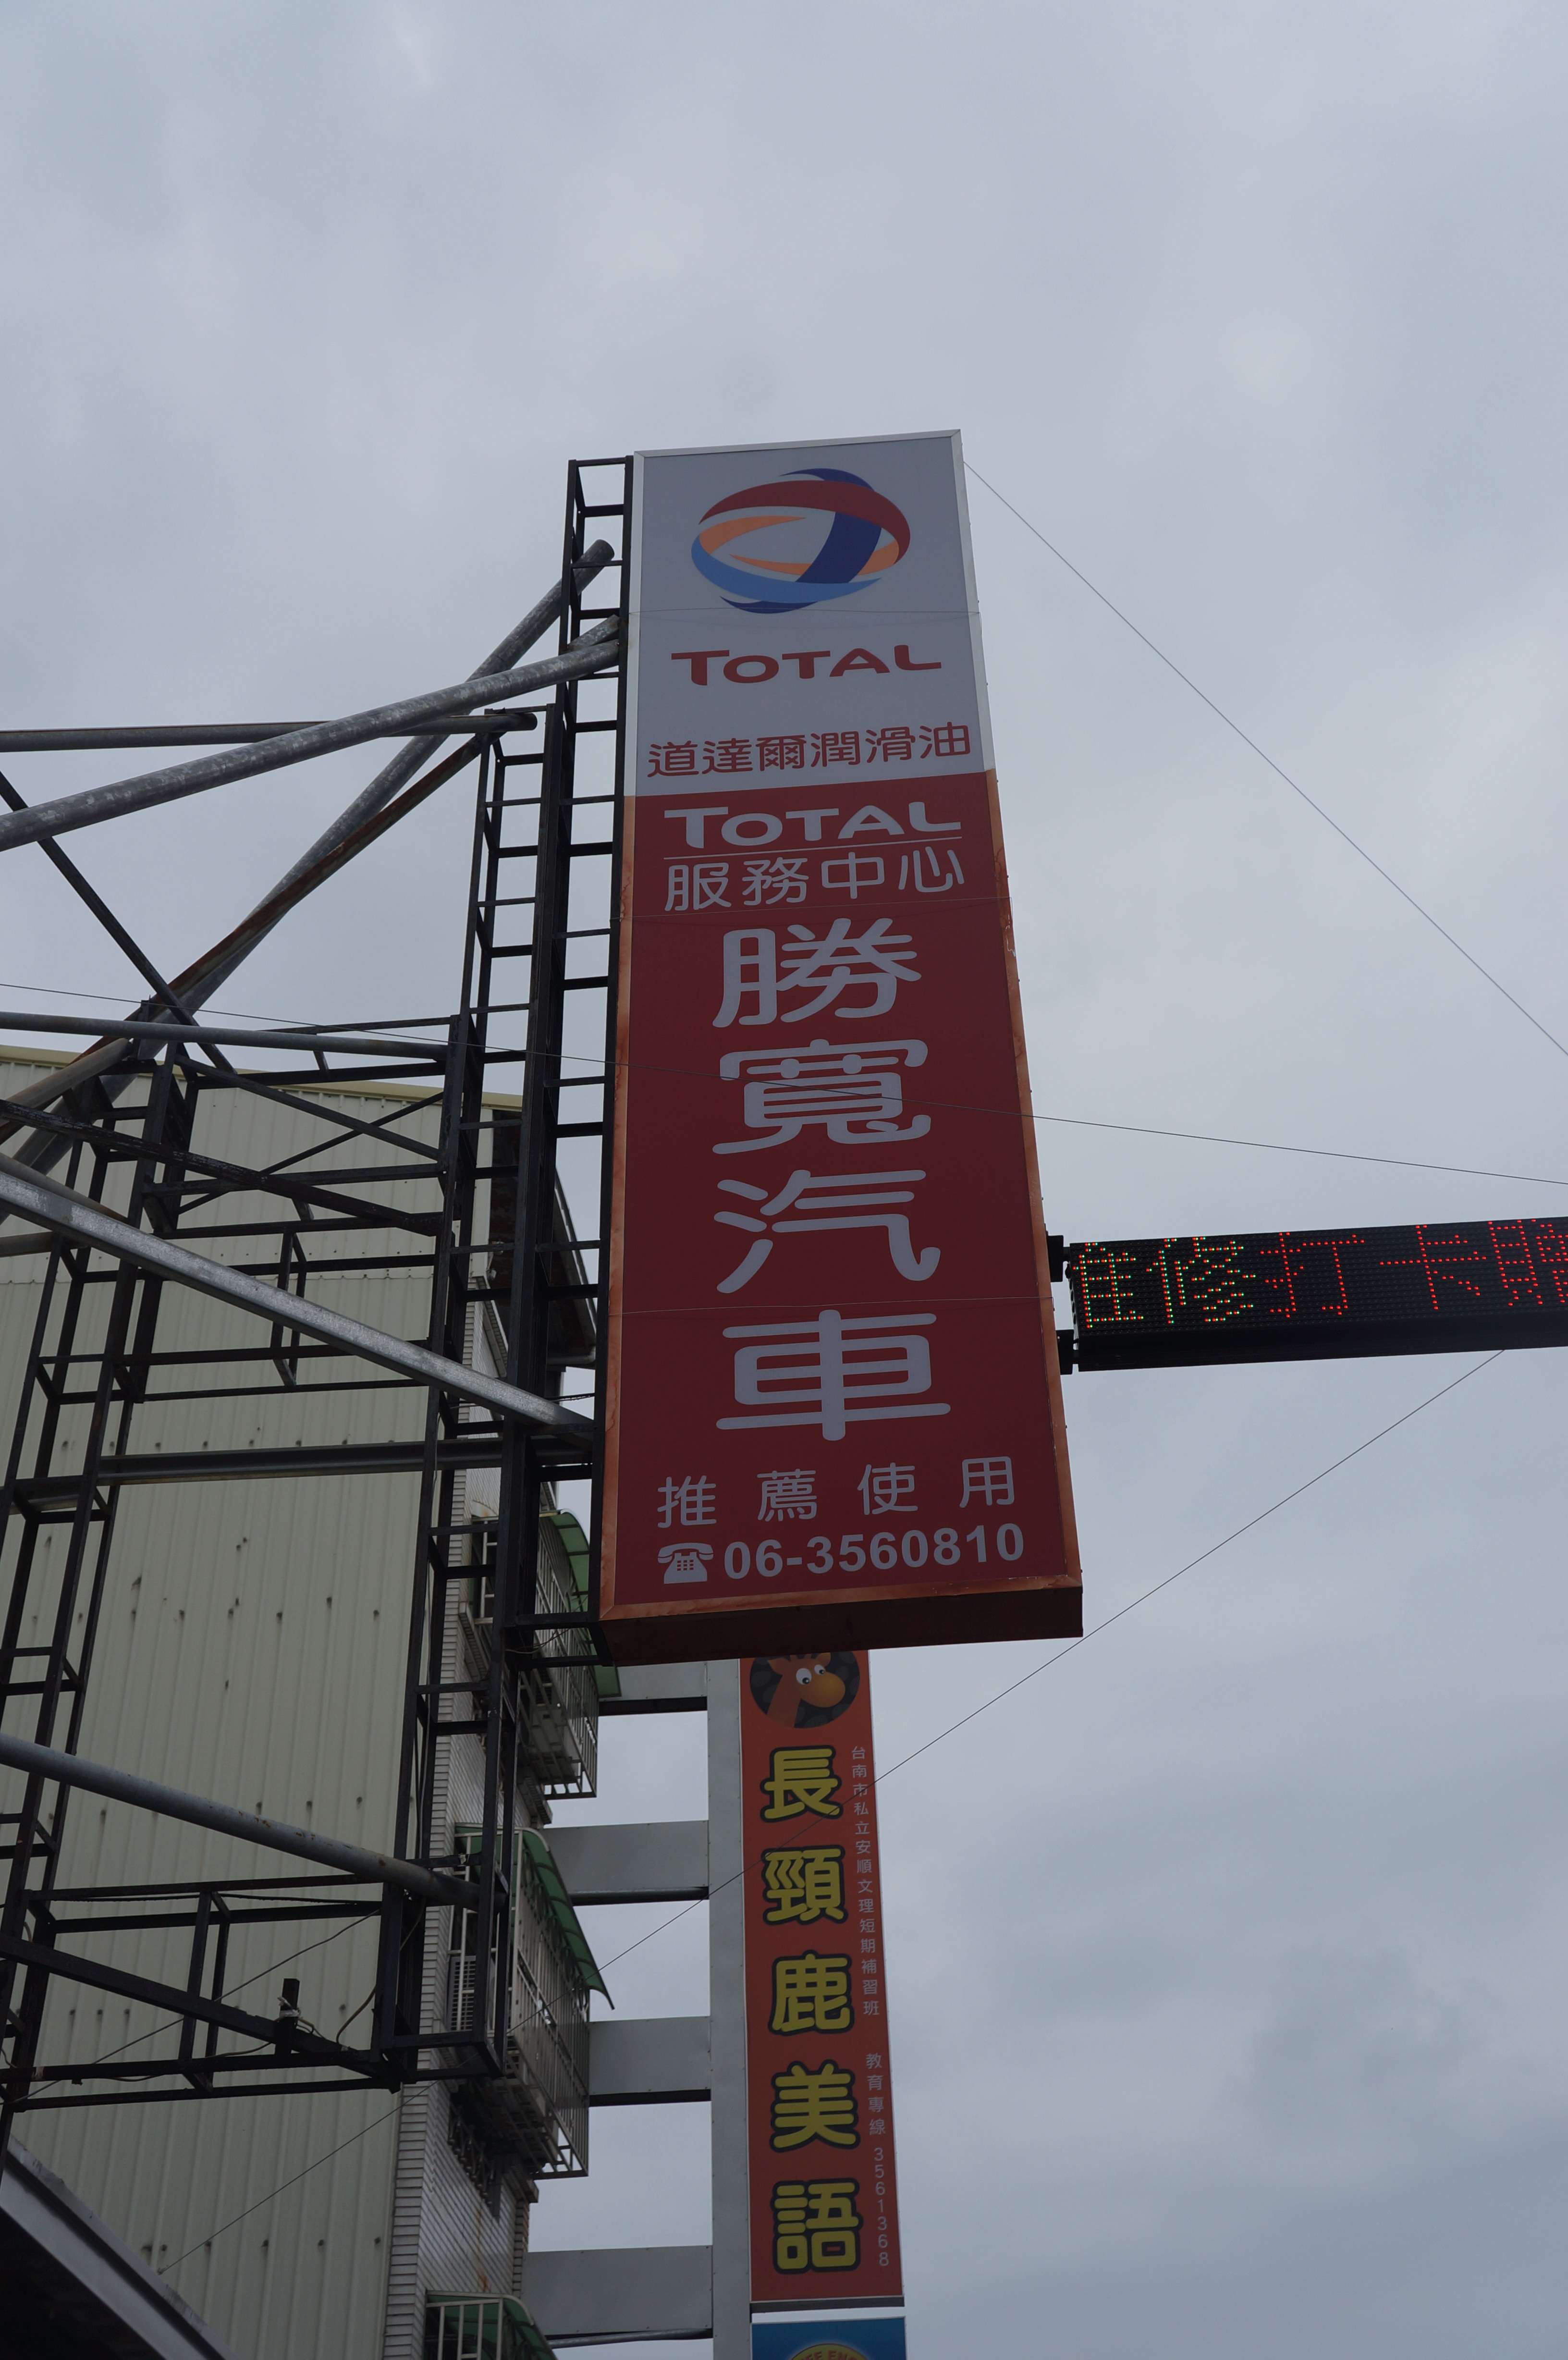 TOTAL
道達爾潤滑油
TOTAL
服務中心
勝寬汽車
推薦使用
06-3560810
修打卡
長頸鹿美語
台南市私立安順文理短期補習班
教育專線 3561368